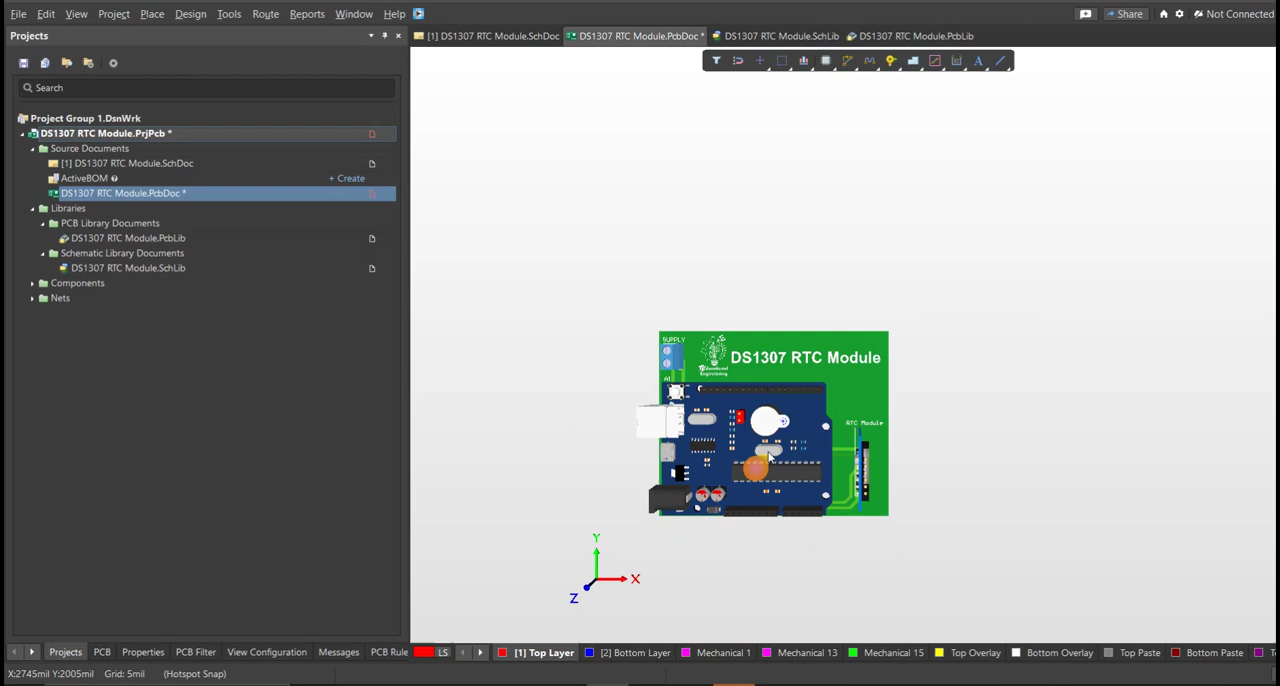 File Edit View Project Place Design Tools Route Reports Window Help Share Not Connected
Projects
[1] DS1307 RTC Module.SchDoc DS1307 RTC Module.PcbDoc * DS1307 RTC Module.SchLib DS1307 RTC Module.PcbLib
Search
Project Group 1.DsnWrk
DS1307 RTC Module.PrjPcb *
Source Documents
[1] DS1307 RTC Module.SchDoc
ActiveBOM + Create
DS1307 RTC Module.PcbDoc *
Libraries
PCB Library Documents
DS1307 RTC Module.PcbLib
Schematic Library Documents
DS1307 RTC Module.SchLib
Components
Nets
SUPPLY
DS1307 RTC Module
Engineering
A1
RTC Module
Y
X
Z
Projects PCB Properties PCB Filter View Configuration Messages PCB Rule LS [1] Top Layer [2] Bottom Layer Mechanical 1 Mechanical 13 Mechanical 15 Top Overlay Bottom Overlay Top Paste Bottom Paste
X:2745mil Y:2005mil Grid: 5mil (Hotspot Snap)